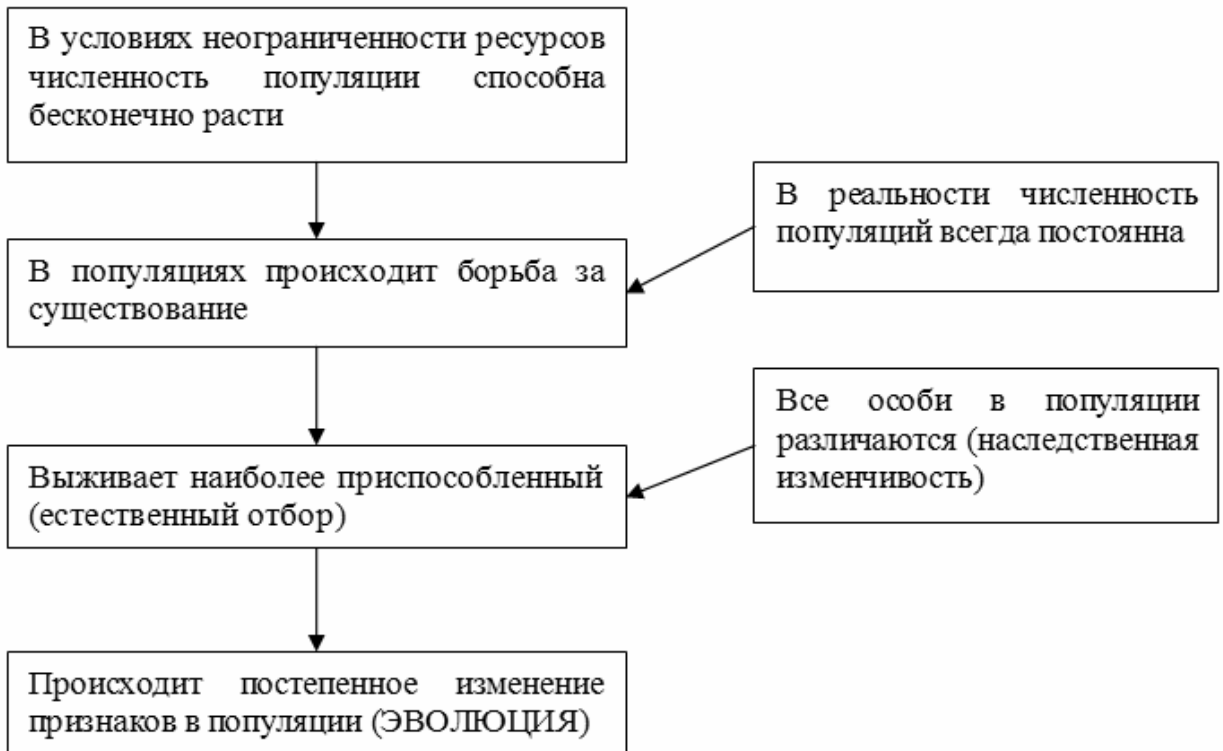 В условиях неограниченности ресурсов
численность популяции способна
бесконечно расти
В реальности численность
популяций всегда постоянна
В популяциях происходит борьба за
существование
Все особи в популяции
различаются (наследственная
изменчивость)
Выживает наиболее приспособленный
(естественный отбор)
Происходит постепенное изменение
признаков в популяции (ЭВОЛЮЦИЯ)